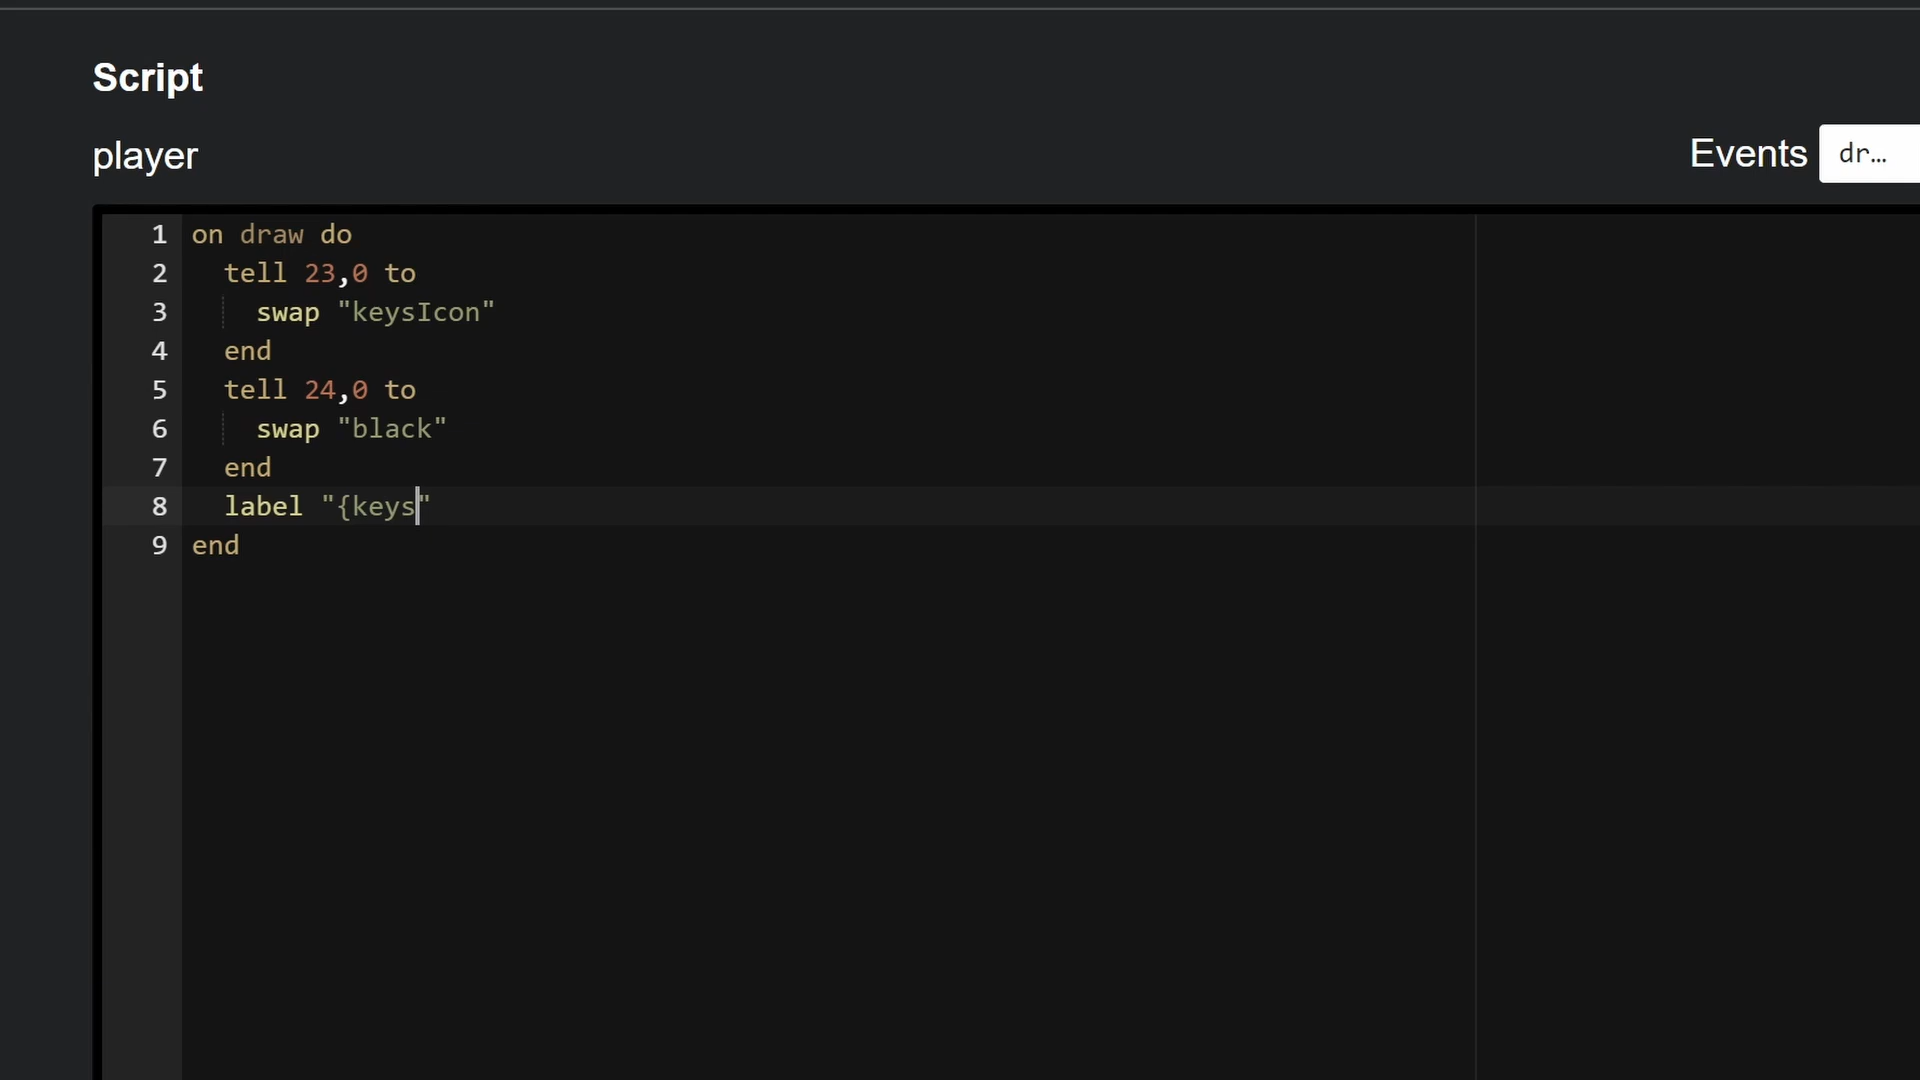 Script
player
Events dr…
1 on draw do
2 tell 23,0 to
3 swap "keysIcon"
4 end
5 tell 24,0 to
6 swap "black"
7 end
8 label "{keys"
9 end